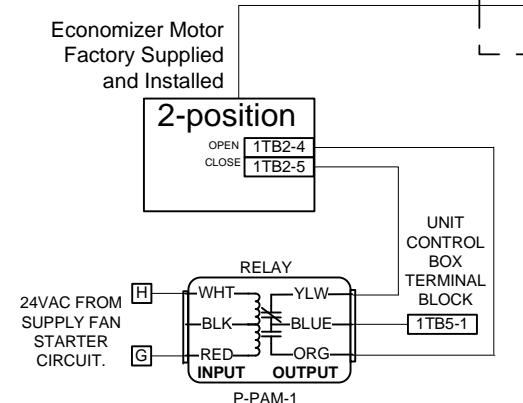 Economizer Motor
Factory Supplied
and Installed
2-position
OPEN 1TB2-4
CLOSE 1TB2-5
UNIT
CONTROL
BOX
TERMINAL
BLOCK
1TB5-1
RELAY
24VAC FROM
SUPPLY FAN
STARTER
CIRCUIT.
H
G
WHT YLW
BLK BLUE
RED ORG
INPUT OUTPUT
P-PAM-1